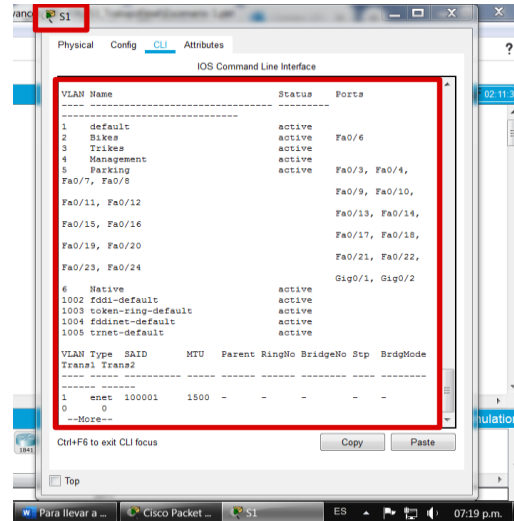 S1
Physical Config CLI Attributes
IOS Command Line Interface
VLAN Name Status Ports
---- -------------------------------- --------- -------------------------------
1 default active
2 Bikes active Fa0/6
3 Trikes active
4 Management active
5 Parking active Fa0/3, Fa0/4,
Fa0/7, Fa0/8
Fa0/9, Fa0/10,
Fa0/11, Fa0/12
Fa0/13, Fa0/14,
Fa0/15, Fa0/16
Fa0/17, Fa0/18,
Fa0/19, Fa0/20
Fa0/21, Fa0/22,
Fa0/23, Fa0/24
Gig0/1, Gig0/2
6 Native active
1002 fddi-default active
1003 token-ring-default active
1004 fddinet-default active
1005 trnet-default active
VLAN Type SAID MTU Parent RingNo BridgeNo Stp BrdgMode
Trans1 Trans2
---- ----- ---------- ----- ------ ------ -------- ---- --------
------ ------
1 enet 100001 1500 - - - - -
0 0
--More--
Ctrl+F6 to exit CLI focus
Copy Paste
Top
?
02:11:3
1841
Para llevar a ... Cisco Packet ... S1 ES 07:19 p.m.